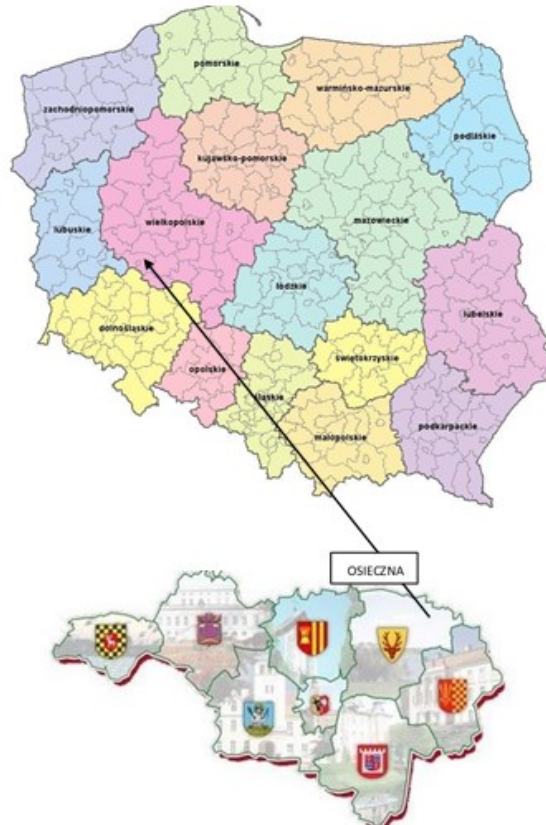 pomorskie
warmińsko-mazurskie
zachodniopomorskie
podlaskie
kujawsko-pomorskie
wielkopolskie
mazowieckie
lubuskie
łódzkie
lubelskie
dolnośląskie
świętokrzyskie
opolskie
śląskie
podkarpackie
małopolskie
OSIECZNA